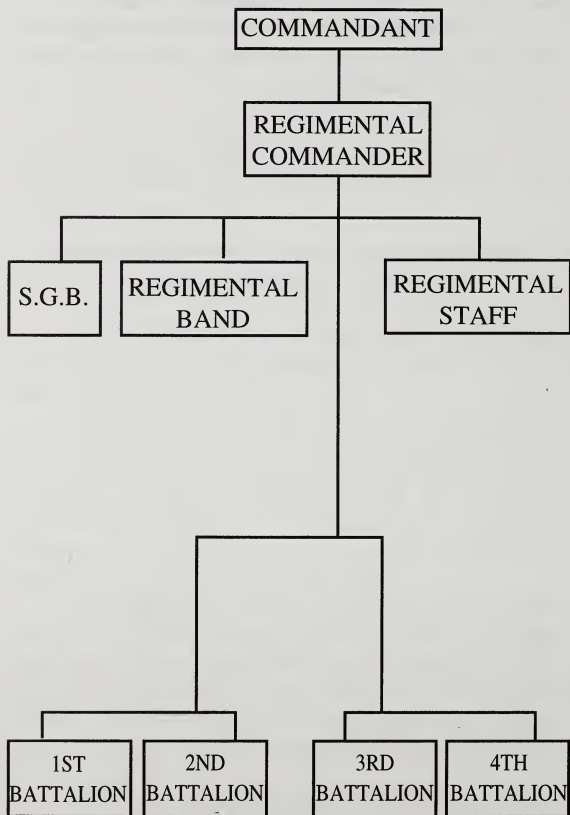 COMMANDANT
REGIMENTAL
COMMANDER
S.G.B.
REGIMENTAL
BAND
REGIMENTAL
STAFF
1ST
BATTALION
2ND
BATTALION
3RD
BATTALION
4TH
BATTALION